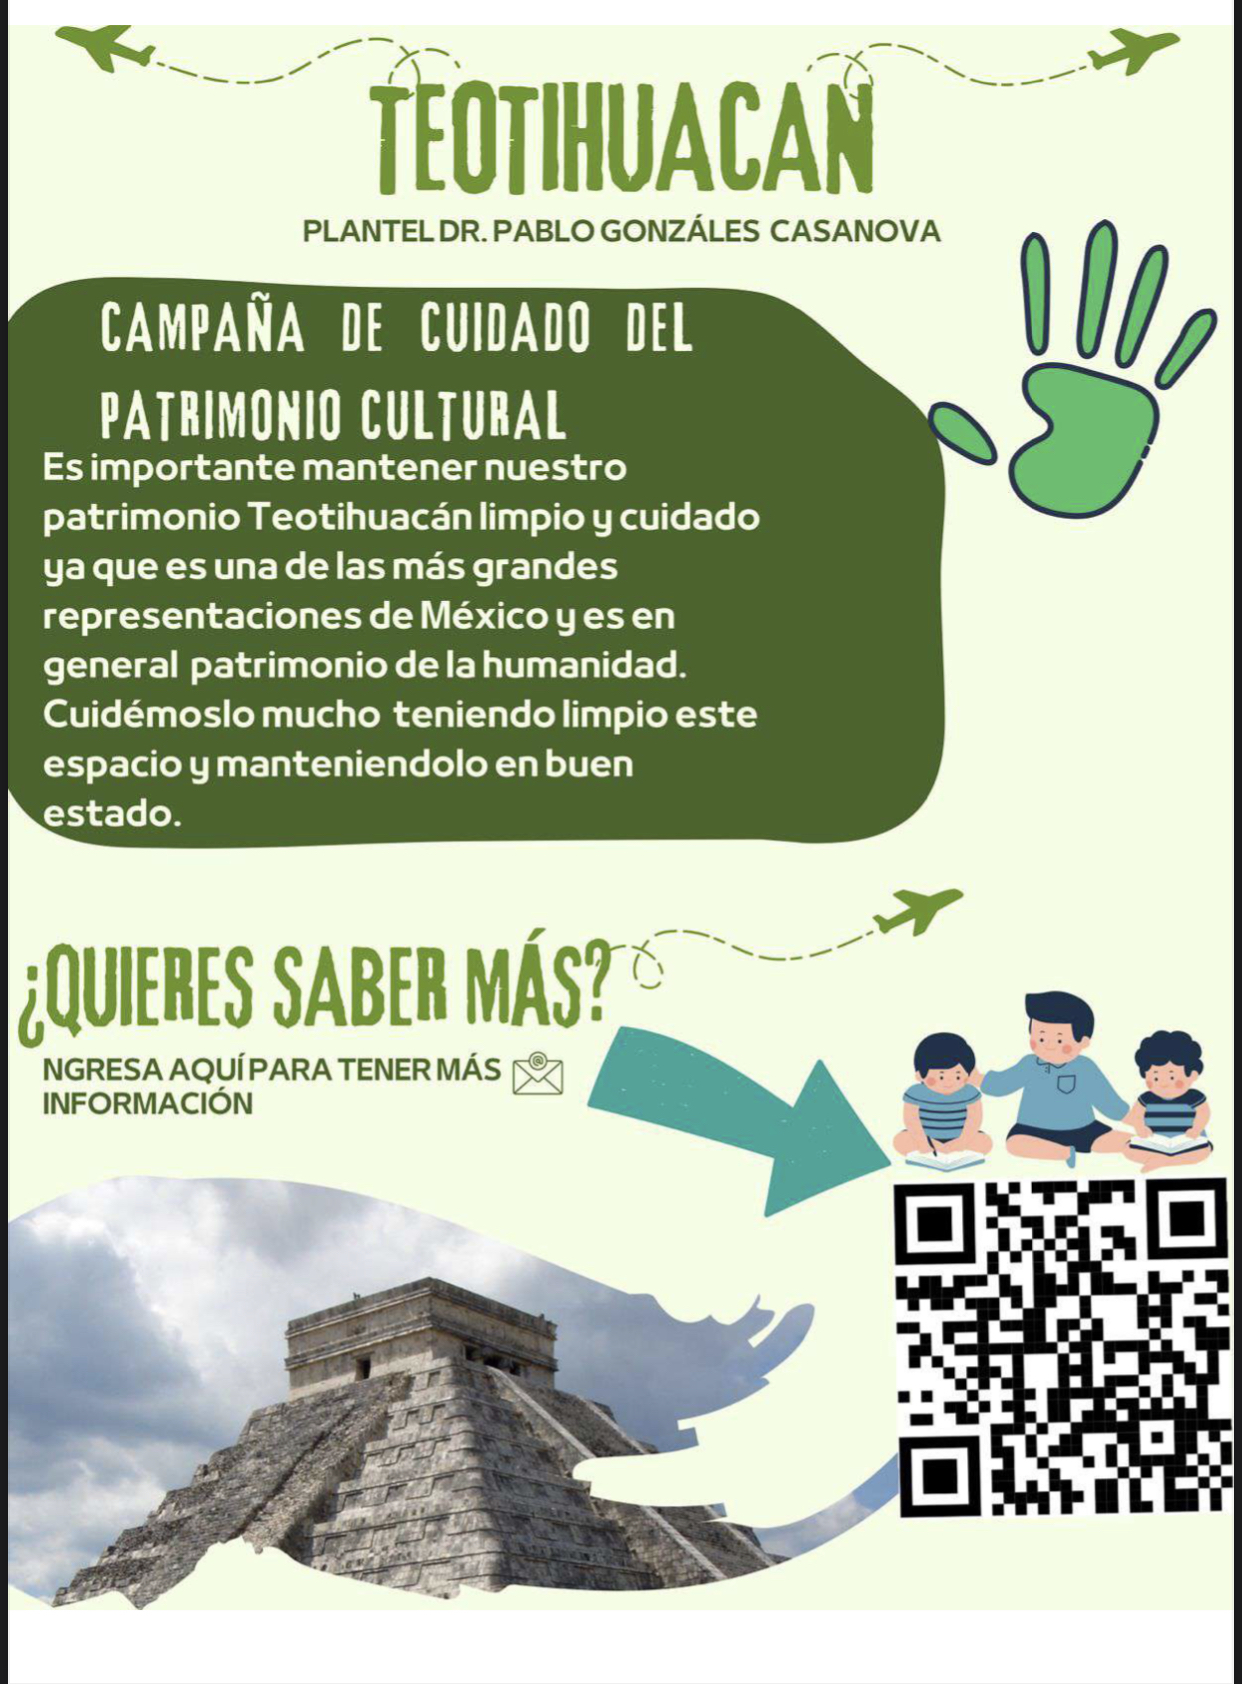 TEOTIHUACAN
PLANTEL DR. PABLO GONZÁLES CASANOVA
CAMPAÑA DE CUIDADO DEL
PATRIMONIO CULTURAL
Es importante mantener nuestro
patrimonio Teotihuacán limpio y cuidado
ya que es una de las más grandes
representaciones de México y es en
general patrimonio de la humanidad.
Cuidémoslo mucho teniendo limpio este
espacio y manteniendolo en buen
estado.
¿QUIERES SABER MÁS?
NGRESA AQUÍ PARA TENER MÁS
INFORMACIÓN